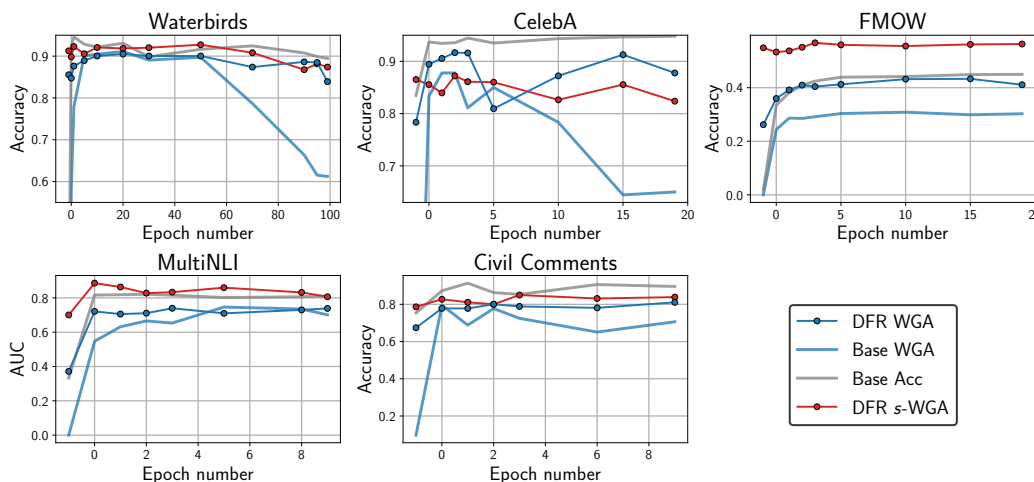 Waterbirds
Accuracy
0.9
0.8
0.7
0.6
0 20 40 60 80 100
Epoch number
CelebA
Accuracy
0.9
0.8
0.7
0 5 10 15 20
Epoch number
FMOW
Accuracy
0.4
0.2
0.0
0 5 10 15 2
Epoch number
MultiNLI
AUC
0.8
0.6
0.4
0.2
0.0
0 2 4 6 8
Epoch number
Civil Comments
Accuracy
0.8
0.6
0.4
0.2
0 2 4 6 8
Epoch number
DFR WGA
Base WGA
Base Acc
DFR s-WGA